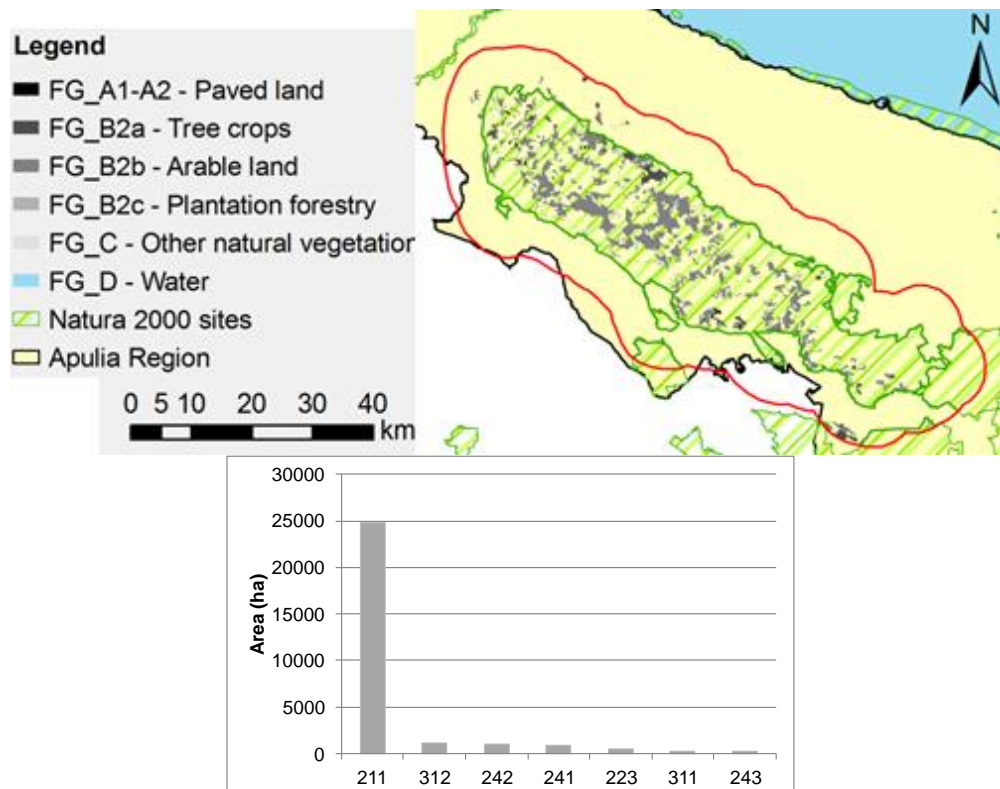 Legend
FG_A1-A2 - Paved land
FG_B2a - Tree crops
FG_B2b - Arable land
FG_B2c - Plantation forestry
FG_C - Other natural vegetation
FG_D - Water
Natura 2000 sites
Apulia Region
0 5 10 20 30 40
km
N
30000
25000
20000
15000
10000
5000
0
Area (ha)
211 312 242 241 223 311 243